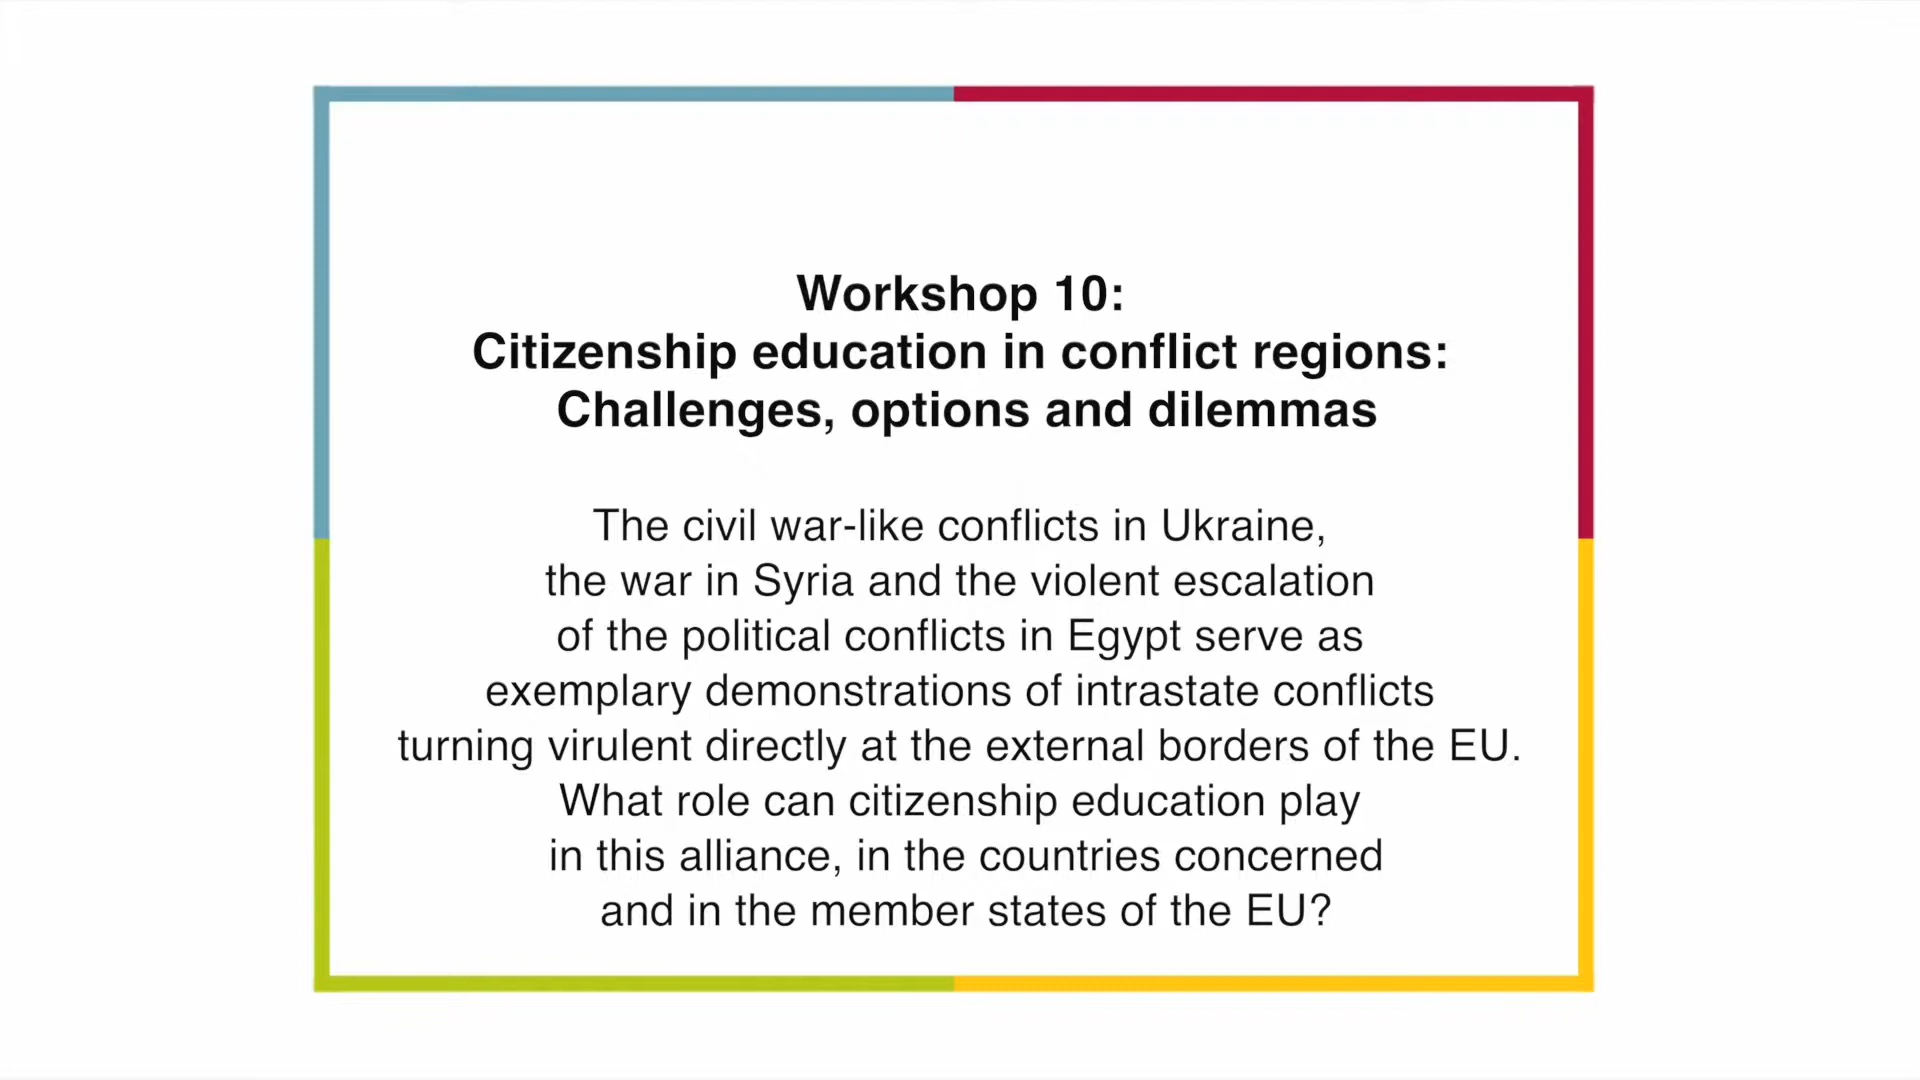 Workshop 10:
Citizenship education in conflict regions:
Challenges, options and dilemmas
The civil war-like conflicts in Ukraine,
the war in Syria and the violent escalation
of the political conflicts in Egypt serve as
exemplary demonstrations of intrastate conflicts
turning virulent directly at the external borders of the EU.
What role can citizenship education play
in this alliance, in the countries concerned
and in the member states of the EU?